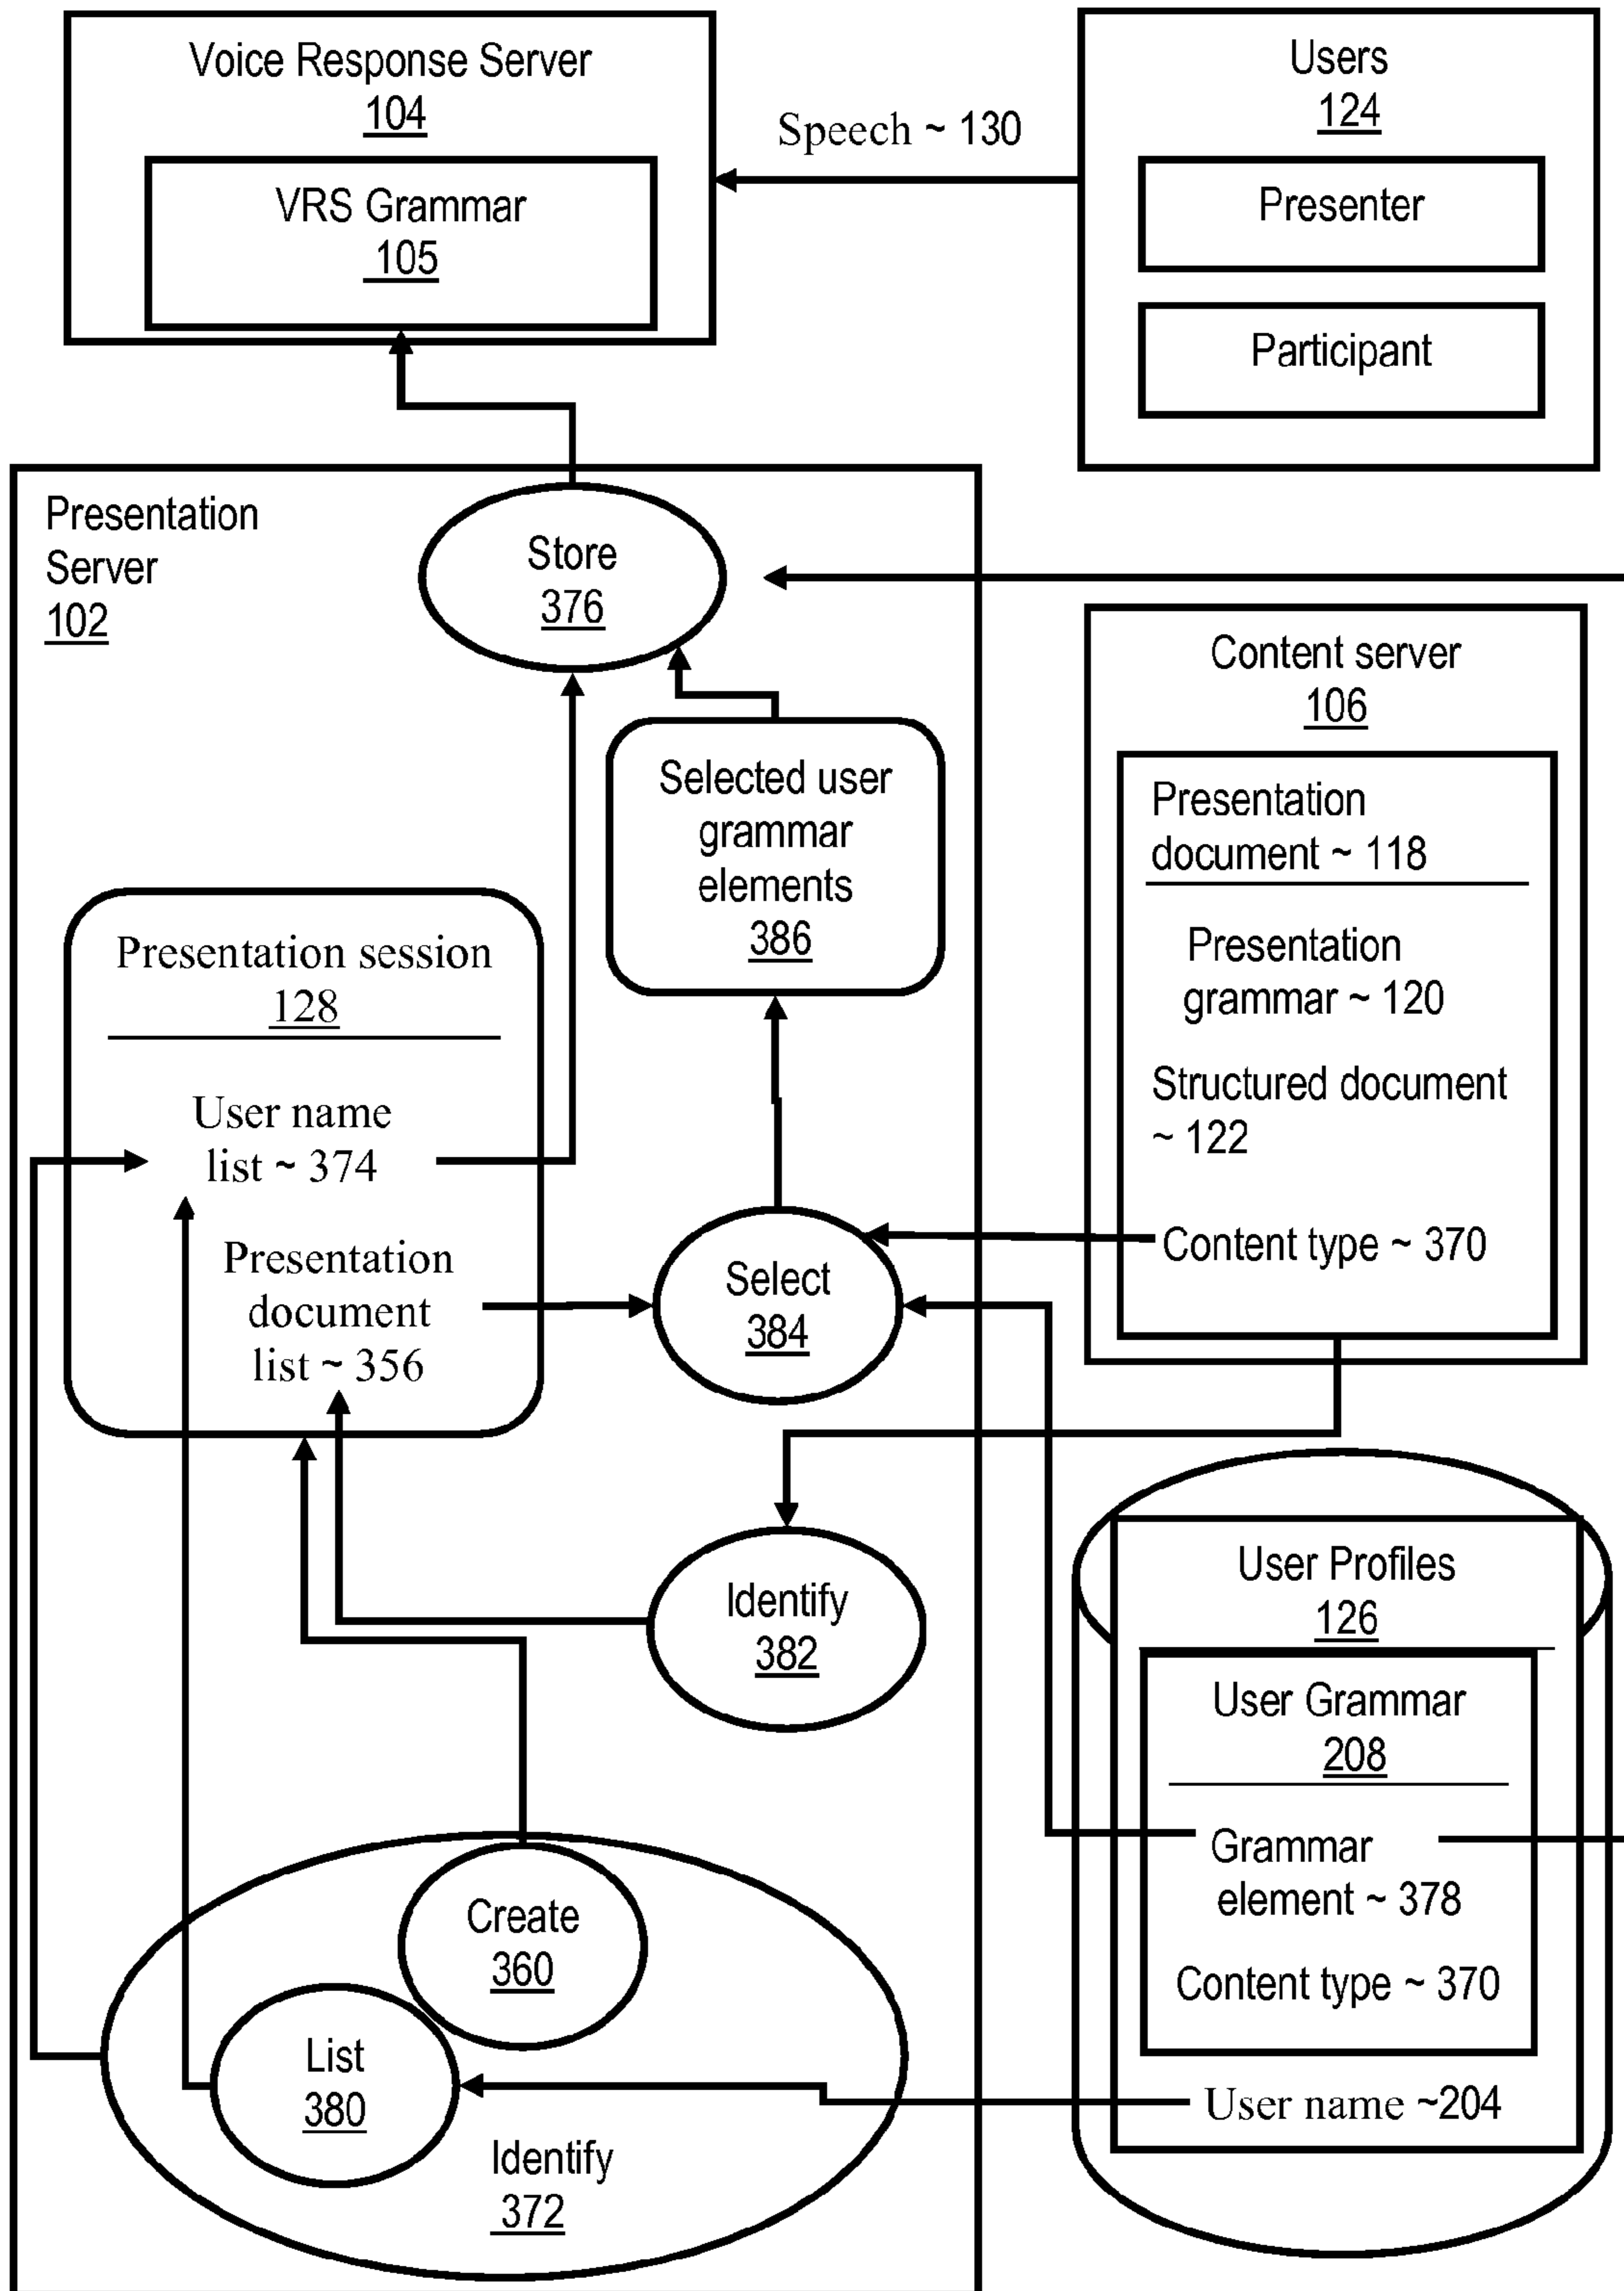 Voice Response Server
104
VRS Grammar
105
Speech ~ 130
Users
124
Presenter
Participant
Presentation
Server
102
Store
376
Selected user
grammar
elements
386
Content server
106
Presentation
document ~ 118
Presentation
grammar ~ 120
Structured document
~ 122
Content type ~ 370
Presentation session
128
User name
list ~ 374
Presentation
document
list ~ 356
Select
384
Identify
382
User Profiles
126
User Grammar
208
Grammar
element ~ 378
Content type ~ 370
User name ~204
Create
360
List
380
Identify
372